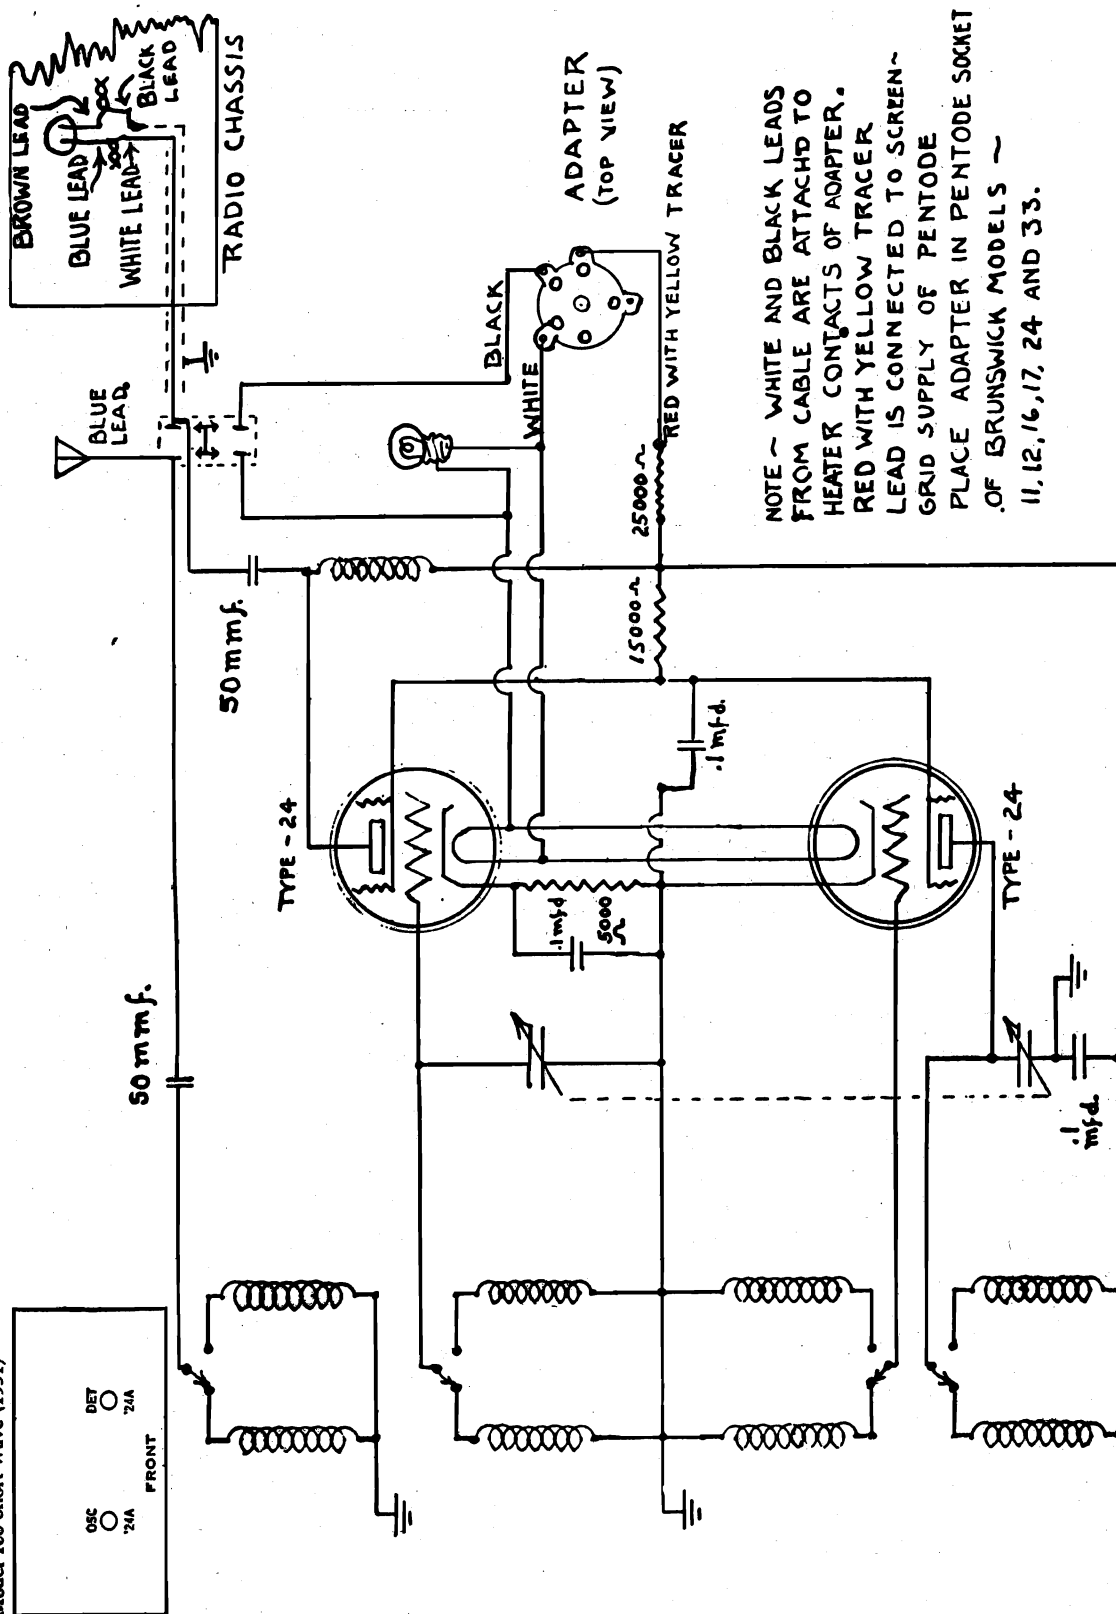 BROWN LEAD
BLUE LEAD
WHITE LEAD
BLACK
LEAD
RADIO CHASSIS
BLUE
LEAD.
ADAPTER
(TOP VIEW)
BLACK
WHITE
RED WITH YELLOW TRACER
25000 Ω
15000 Ω
50 mmf.
50 mmf.
.1 mfd.
TYPE - 24
TYPE - 24
.1 mfd
5000
Ω
.1
mfd.
NOTE ~ WHITE AND BLACK LEADS
FROM CABLE ARE ATTACHD TO
HEATER CONTACTS OF ADAPTER.
RED WITH YELLOW TRACER
LEAD IS CONNECTED TO SCREEN~
GRID SUPPLY OF PENTODE
PLACE ADAPTER IN PENTODE SOCKET
OF BRUNSWICK MODELS ~
11, 12, 16, 17, 24 AND 33.
OSC
'24A
DET
'24A
FRONT